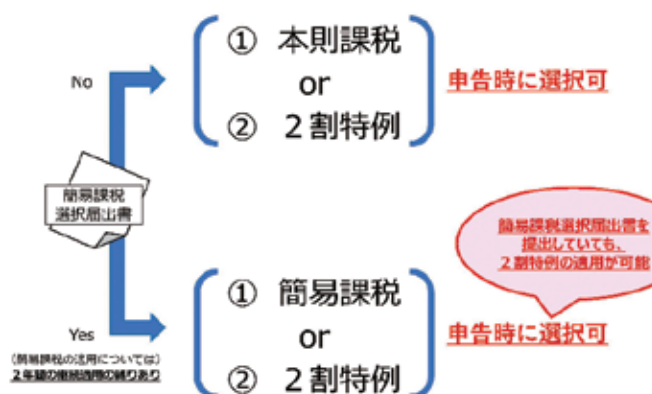 No
① 本則課税
or
② 2割特例
申告時に選択可
簡易課税
選択届出書
簡易課税選択届出書を
提出していても、
2割特例の適用が可能
Yes
(簡易課税の適用については)
2年間の継続適用の縛りあり
① 簡易課税
or
② 2割特例
申告時に選択可